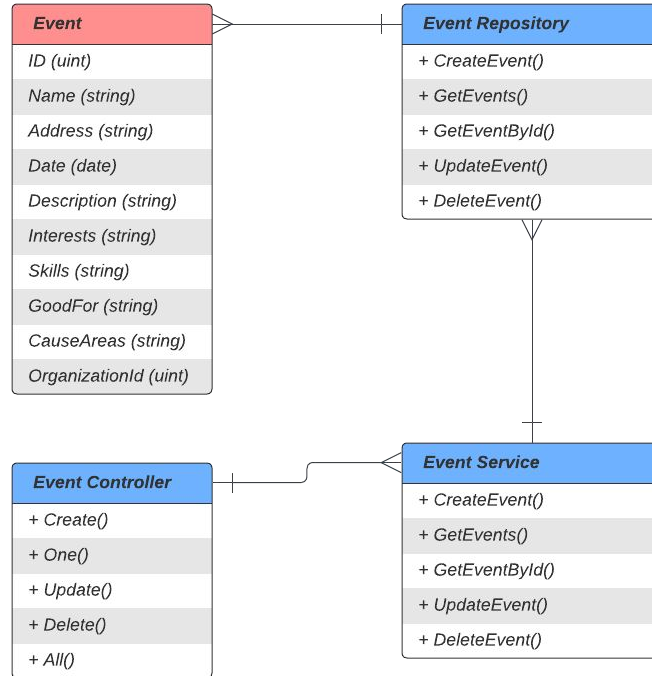 Event
ID (uint)
Name (string)
Address (string)
Date (date)
Description (string)
Interests (string)
Skills (string)
GoodFor (string)
CauseAreas (string)
OrganizationId (uint)
Event Repository
+ CreateEvent()
+ GetEvents()
+ GetEventById()
+ UpdateEvent()
+ DeleteEvent()
Event Controller
+ Create()
+ One()
+ Update()
+ Delete()
+ All()
Event Service
+ CreateEvent()
+ GetEvents()
+ GetEventById()
+ UpdateEvent()
+ DeleteEvent()